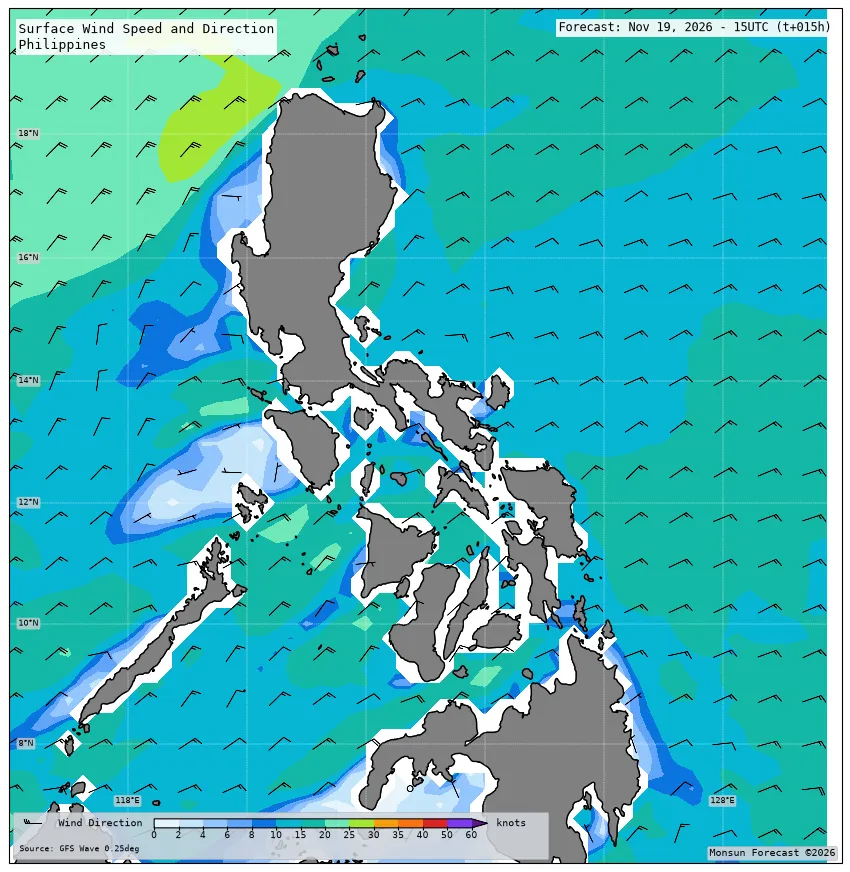 Surface Wind Speed and Direction
Philippines
Forecast: Nov 19, 2026 - 15UTC (t+015h)
18°N
16°N
14°N
12°N
10°N
8°N
118°E
128°E
Wind Direction
0 2 4 6 8 10 15 20 25 30 35 40 50 60
knots
Source: GFS Wave 0.25deg
Monsun Forecast ©2026